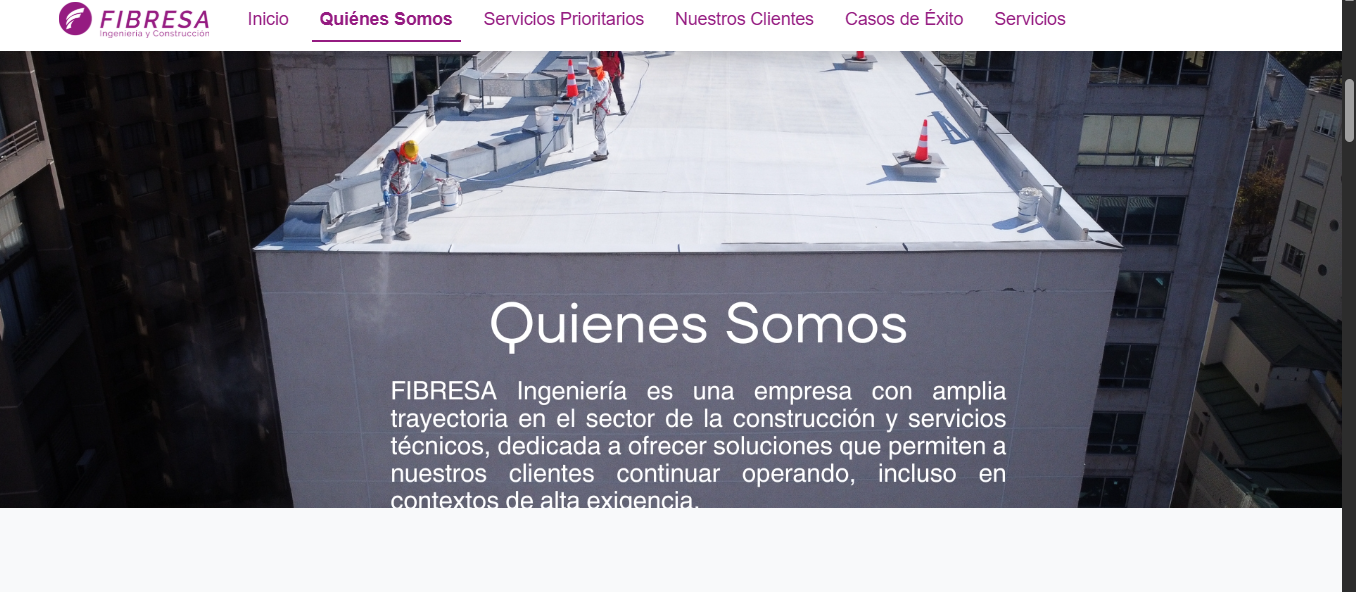 FIBRESA
Ingeniería y Construcción
Inicio
Quiénes Somos
Servicios Prioritarios
Nuestros Clientes
Casos de Éxito
Servicios
Quienes Somos
FIBRESA Ingeniería es una empresa con amplia
trayectoria en el sector de la construcción y servicios
técnicos, dedicada a ofrecer soluciones que permiten a
nuestros clientes continuar operando, incluso en
contextos de alta exigencia.